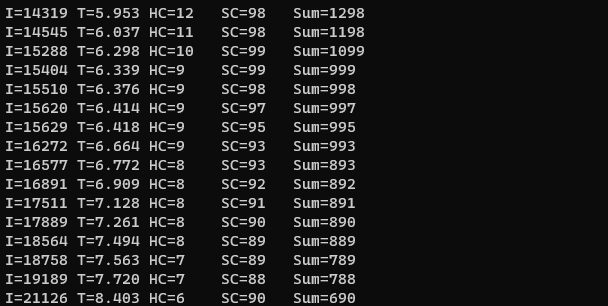 I=14319 T=5.953 HC=12 SC=98 Sum=1298
I=14545 T=6.037 HC=11 SC=98 Sum=1198
I=15288 T=6.298 HC=10 SC=99 Sum=1099
I=15404 T=6.339 HC=9 SC=99 Sum=999
I=15510 T=6.376 HC=9 SC=98 Sum=998
I=15620 T=6.414 HC=9 SC=97 Sum=997
I=15629 T=6.418 HC=9 SC=95 Sum=995
I=16272 T=6.664 HC=9 SC=93 Sum=993
I=16577 T=6.772 HC=8 SC=93 Sum=893
I=16891 T=6.909 HC=8 SC=92 Sum=892
I=17511 T=7.128 HC=8 SC=91 Sum=891
I=17889 T=7.261 HC=8 SC=90 Sum=890
I=18564 T=7.494 HC=8 SC=89 Sum=889
I=18758 T=7.563 HC=7 SC=89 Sum=789
I=19189 T=7.720 HC=7 SC=88 Sum=788
I=21126 T=8.403 HC=6 SC=90 Sum=690